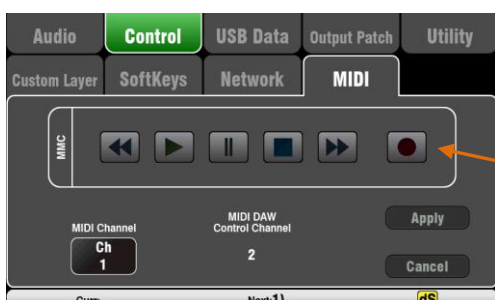 Audio Control USB Data Output Patch Utility
Custom Layer SoftKeys Network MIDI
MMC
MIDI Channel
Ch
1
MIDI DAW
Control Channel
2
Apply
Cancel